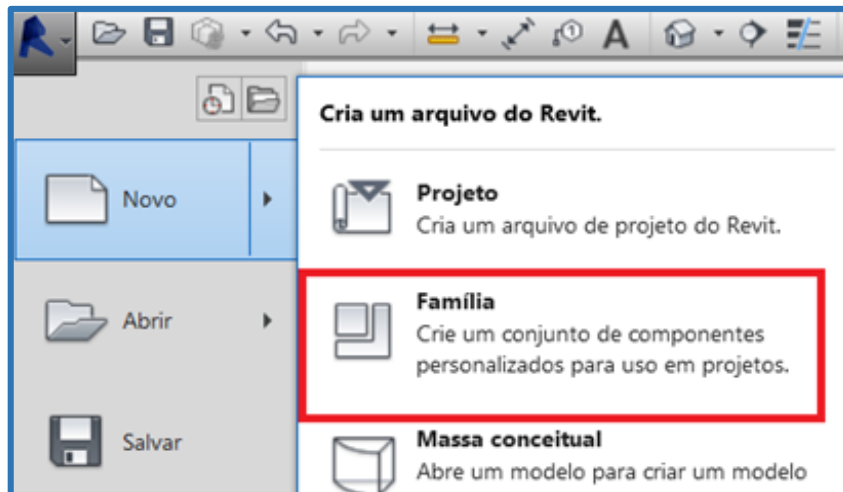 A
Cria um arquivo do Revit.
Novo
Projeto
Cria um arquivo de projeto do Revit.
Família
Crie um conjunto de componentes
personalizados para uso em projetos.
Abrir
Salvar
Massa conceitual
Abre um modelo para criar um modelo